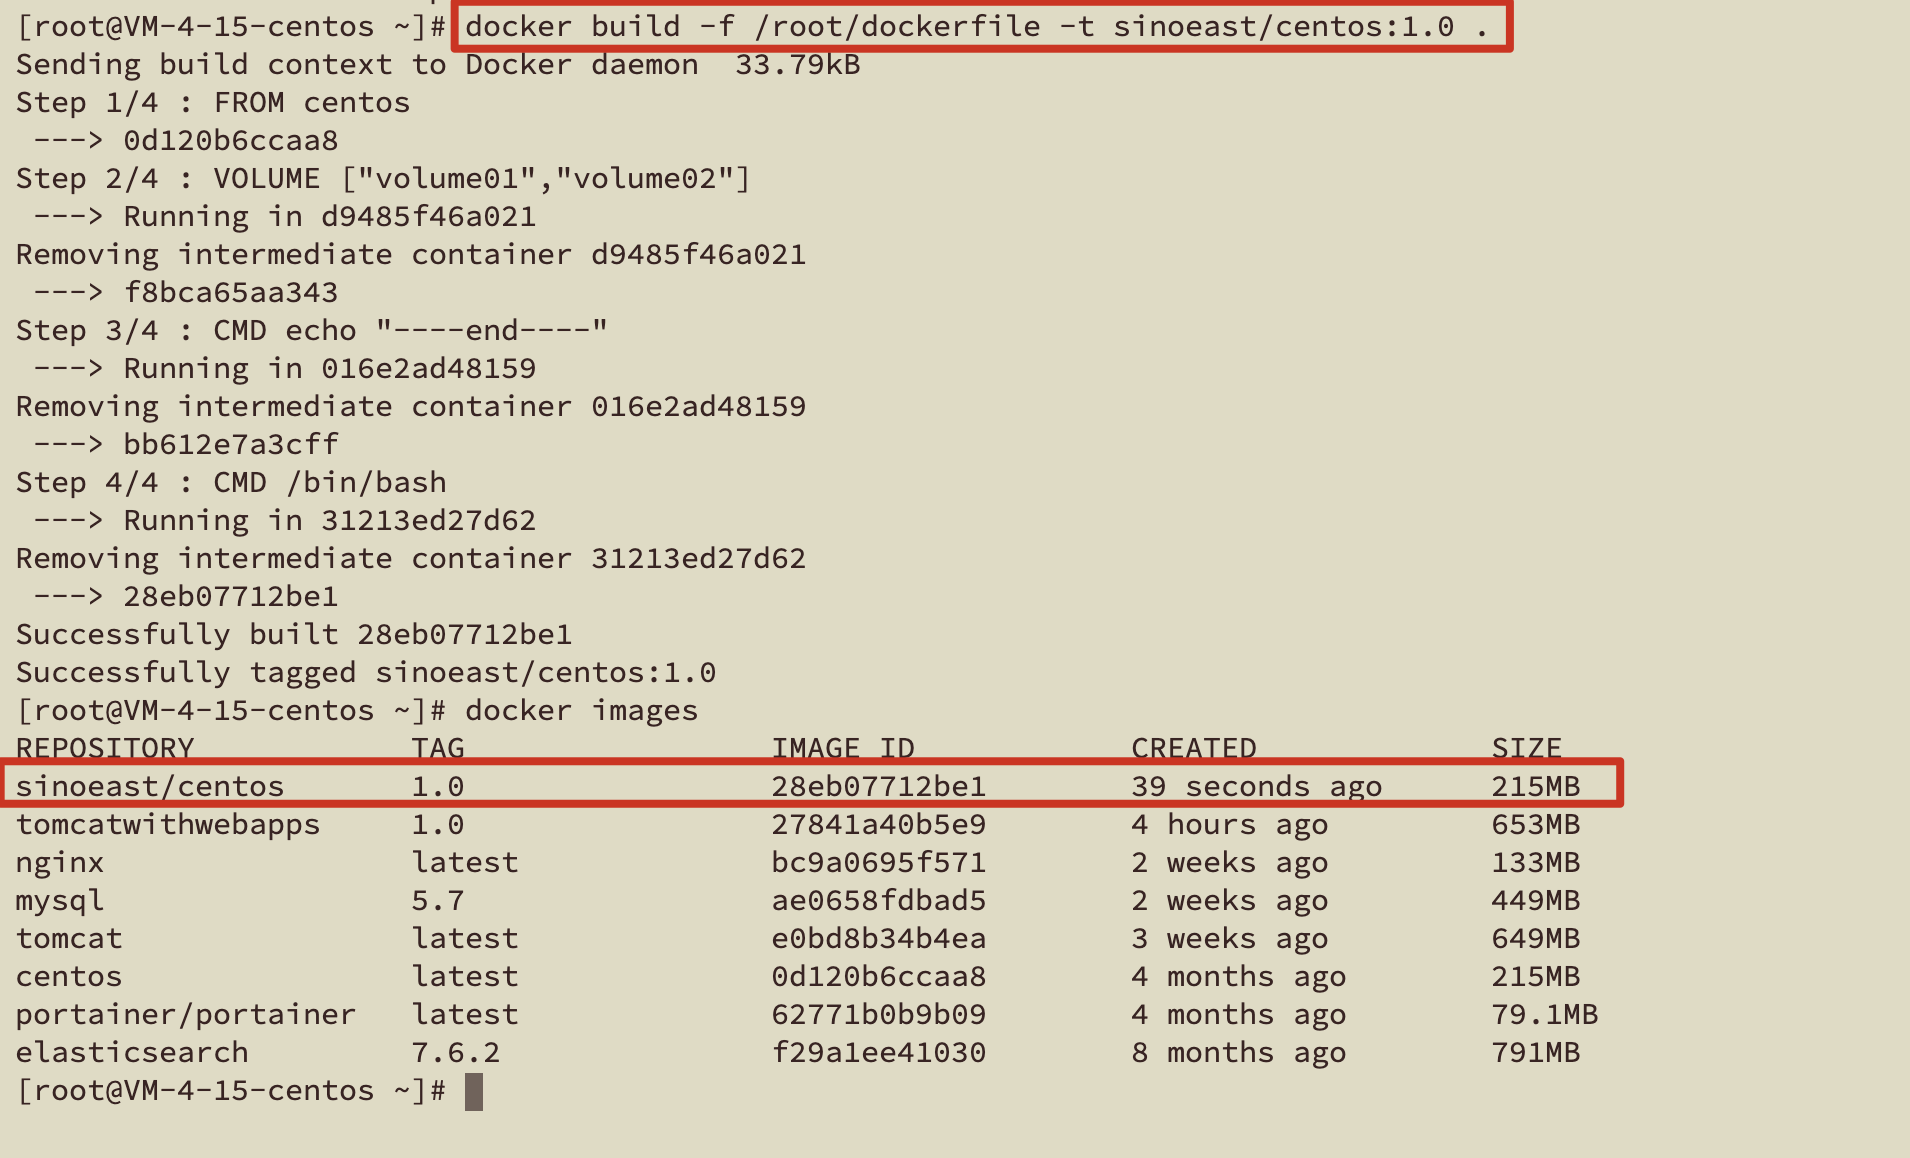 [root@VM-4-15-centos ~]# docker build -f /root/dockerfile -t sinoeast/centos:1.0 .
Sending build context to Docker daemon  33.79kB
Step 1/4 : FROM centos
 ---> 0d120b6ccaa8
Step 2/4 : VOLUME ["volume01","volume02"]
 ---> Running in d9485f46a021
Removing intermediate container d9485f46a021
 ---> f8bca65aa343
Step 3/4 : CMD echo "----end----"
 ---> Running in 016e2ad48159
Removing intermediate container 016e2ad48159
 ---> bb612e7a3cff
Step 4/4 : CMD /bin/bash
 ---> Running in 31213ed27d62
Removing intermediate container 31213ed27d62
 ---> 28eb07712be1
Successfully built 28eb07712be1
Successfully tagged sinoeast/centos:1.0
[root@VM-4-15-centos ~]# docker images
REPOSITORY            TAG                 IMAGE ID            CREATED             SIZE
sinoeast/centos       1.0                 28eb07712be1        39 seconds ago      215MB
tomcatwithwebapps     1.0                 27841a40b5e9        4 hours ago         653MB
nginx                 latest              bc9a0695f571        2 weeks ago         133MB
mysql                 5.7                 ae0658fdbad5        2 weeks ago         449MB
tomcat                latest              e0bd8b34b4ea        3 weeks ago         649MB
centos                latest              0d120b6ccaa8        4 months ago        215MB
portainer/portainer   latest              62771b0b9b09        4 months ago        79.1MB
elasticsearch         7.6.2               f29a1ee41030        8 months ago        791MB
[root@VM-4-15-centos ~]#